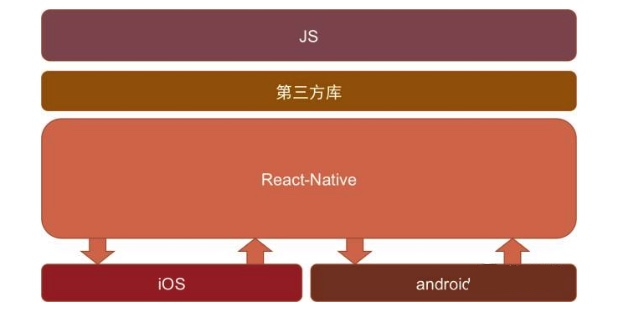 JS
第三方库
React-Native
iOS
android